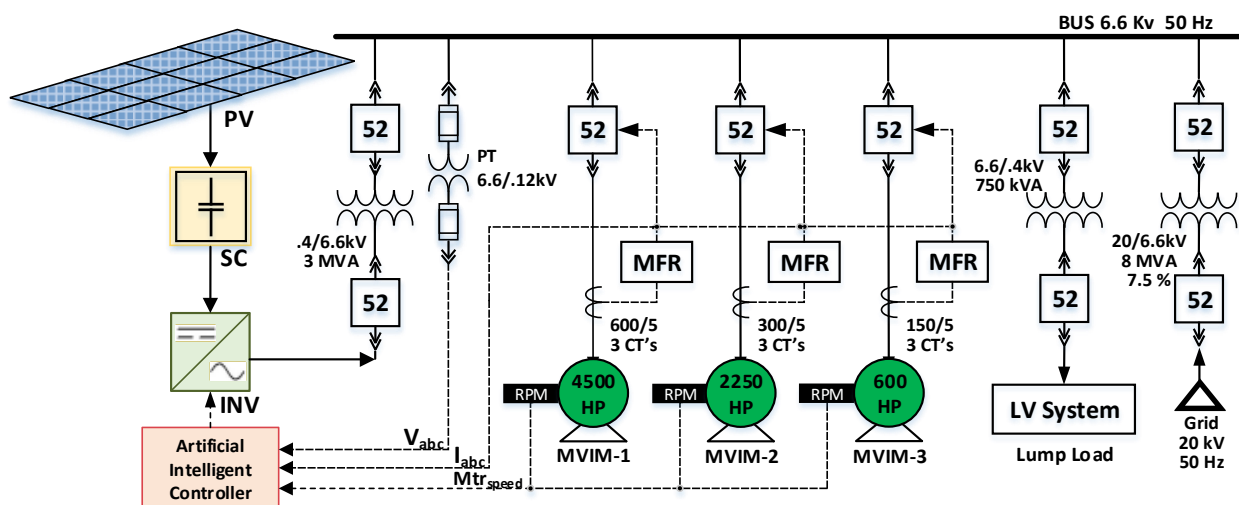 BUS 6.6 Kv 50 Hz
PV
SC
INV
Artificial
Intelligent
Controller
52
.4/6.6kV
3 MVA
52
PT
6.6/.12kV
V abc
I abc
Mtr speed
52
MFR
600/5
3 CT's
RPM
4500
HP
MVIM-1
52
MFR
300/5
3 CT's
RPM
2250
HP
MVIM-2
52
MFR
150/5
3 CT's
RPM
600
HP
MVIM-3
52
6.6/.4kV
750 kVA
52
LV System
Lump Load
52
20/6.6kV
8 MVA
7.5 %
52
Grid
20 kV
50 Hz